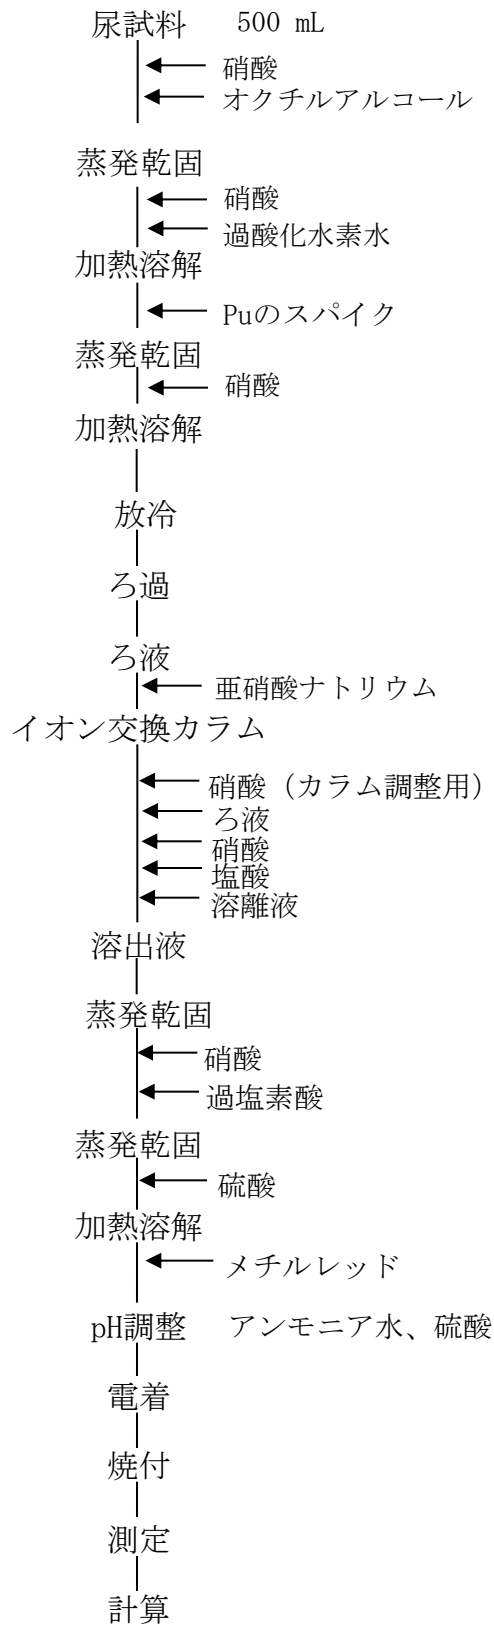 尿試料　500 mL
硝酸
オクチルアルコール
蒸発乾固
硝酸
過酸化水素水
加熱溶解
Puのスパイク
蒸発乾固
硝酸
加熱溶解
放冷
ろ過
ろ液
亜硝酸ナトリウム
イオン交換カラム
硝酸（カラム調整用）
ろ液
硝酸
塩酸
溶離液
溶出液
蒸発乾固
硝酸
過塩素酸
蒸発乾固
硫酸
加熱溶解
メチルレッド
pH調整　アンモニア水、硫酸
電着
焼付
測定
計算